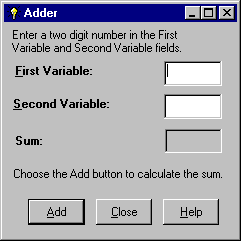 Adder
Enter a two digit number in the First
Variable and Second Variable fields.
First Variable:
Second Variable:
Sum:
Choose the Add button to calculate the sum.
Add Close Help